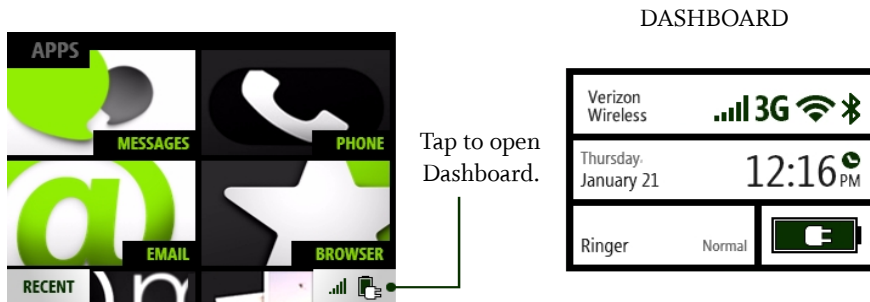 DASHBOARD
APPS
MESSAGES
PHONE
EMAIL
BROWSER
RECENT
Tap to open
Dashboard.
Verizon
Wireless
3G
Thursday,
January 21
12:16 PM
Ringer
Normal